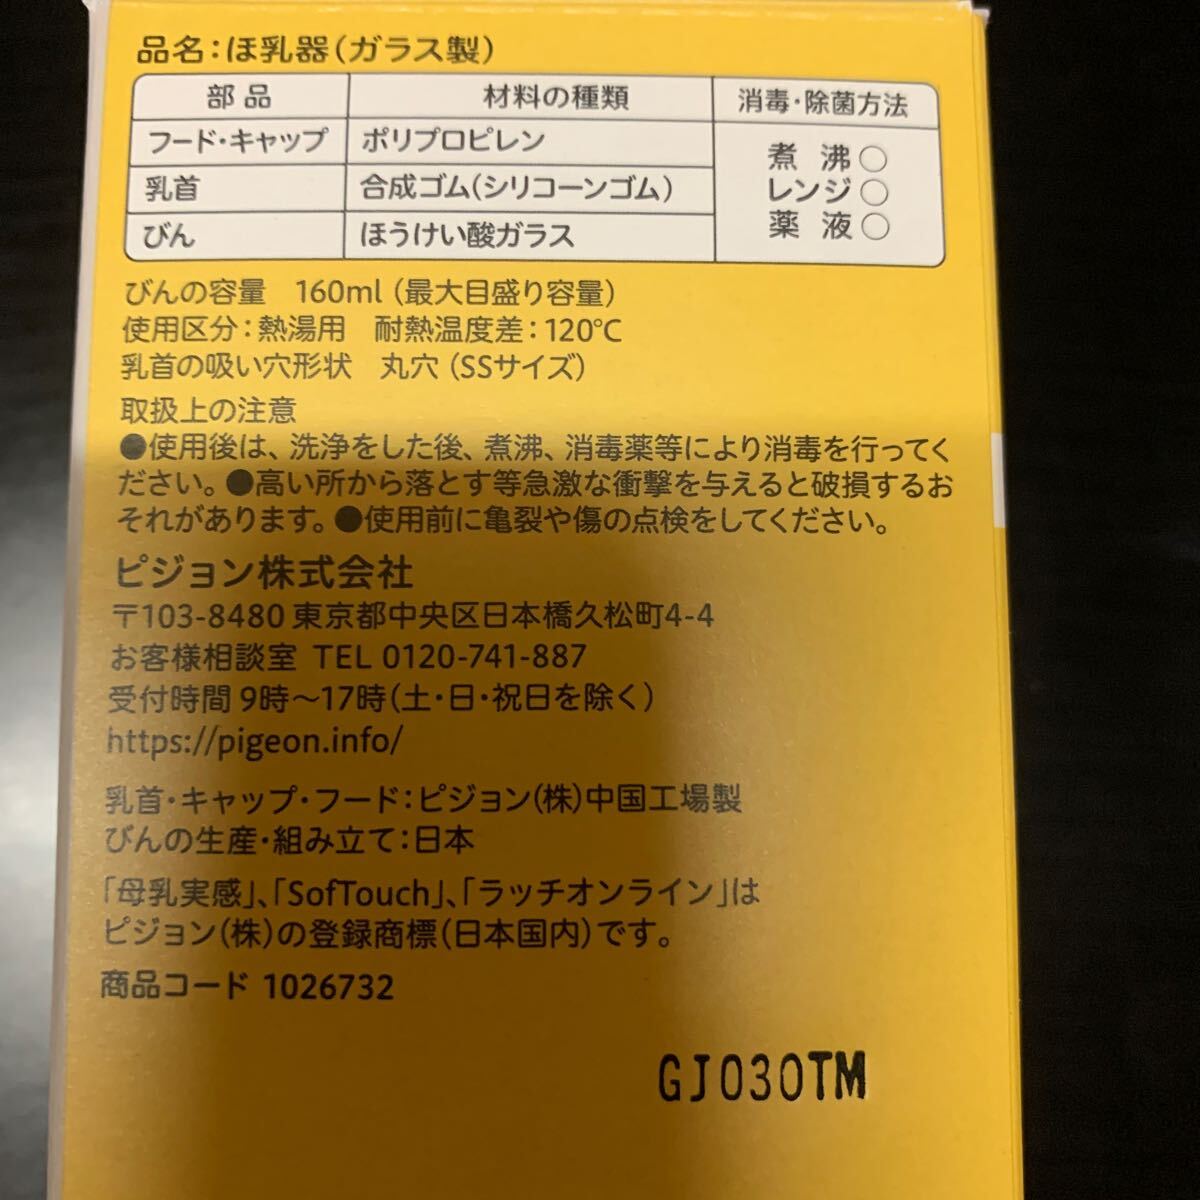 品名：ほ乳器（ガラス製）
部品 材料の種類 消毒・除菌方法
フード・キャップ ポリプロピレン
乳首 合成ゴム（シリコーンゴム）
びん ほうけい酸ガラス
煮沸○
レンジ○
薬液○
びんの容量 160ml（最大目盛り容量）
使用区分：熱湯用 耐熱温度差：120℃
乳首の吸い穴形状 丸穴（SSサイズ）
取扱上の注意
●使用後は、洗浄をした後、煮沸、消毒薬等により消毒を行ってく
ださい。●高い所から落とす等急激な衝撃を与えると破損するお
それがあります。●使用前に亀裂や傷の点検をしてください。
ピジョン株式会社
〒103-8480 東京都中央区日本橋久松町4-4
お客様相談室 TEL 0120-741-887
受付時間 9時～17時（土・日・祝日を除く）
https://pigeon.info/
乳首・キャップ・フード：ピジョン（株）中国工場製
びんの生産・組み立て：日本
「母乳実感」、「SofTouch」、「ラッチオンライン」は
ピジョン（株）の登録商標（日本国内）です。
商品コード 1026732
GJ030TM